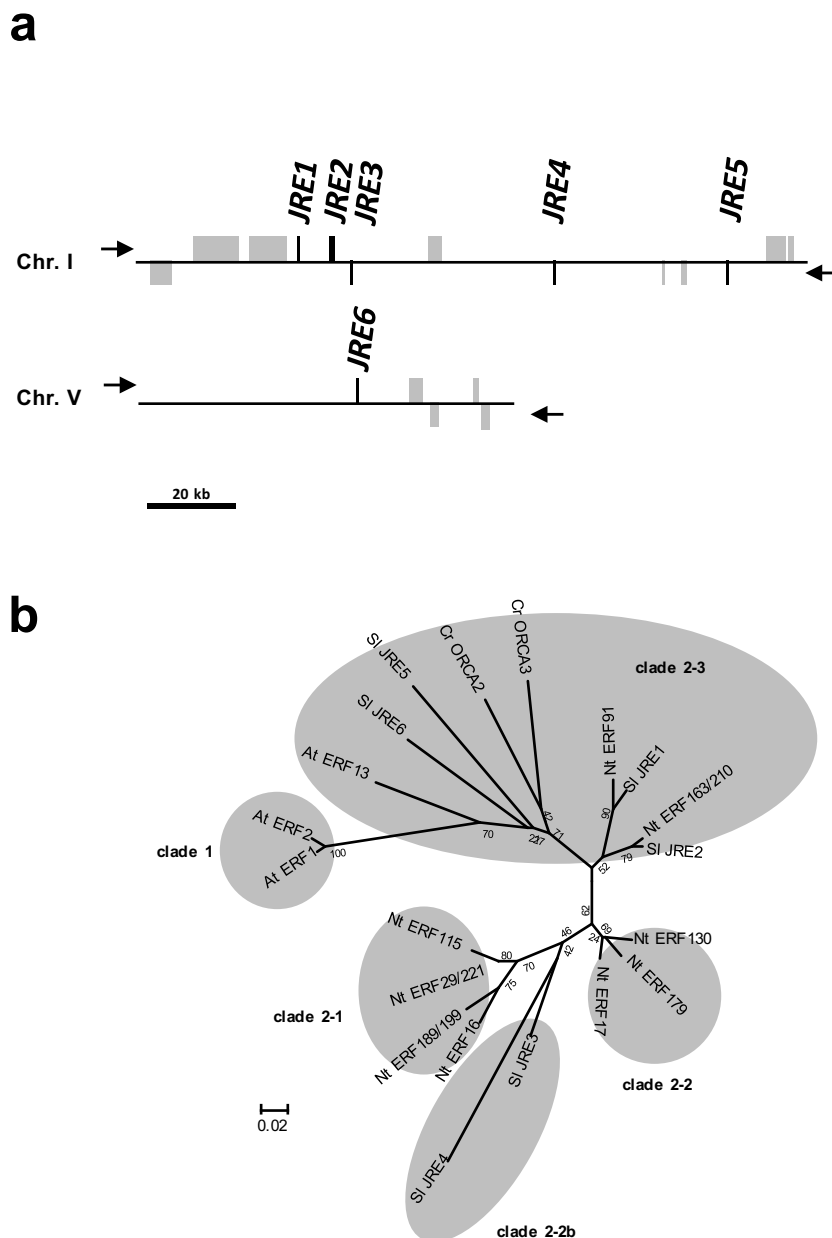 a
JRE1
JRE2
JRE3
JRE4
JRE5
Chr. I
JRE6
Chr. V
20 kb
b
Cr ORCA3
Cr ORCA2
Sl JRE5
clade 2-3
Sl JRE6
Nt ERF91
Sl JRE1
At ERF13
Nt ERF163/210
At ERF2
42
90
clade 1
At ERF1
100
70
71
79
Sl JRE2
52
62
Nt ERF115
46
69
80
42
24
Nt ERF130
70
Nt ERF29/221
75
Nt ERF179
clade 2-1
Nt ERF189/199
Nt ERF16
Nt ERF17
Sl JRE3
clade 2-2
0.02
Sl JRE4
clade 2-2b